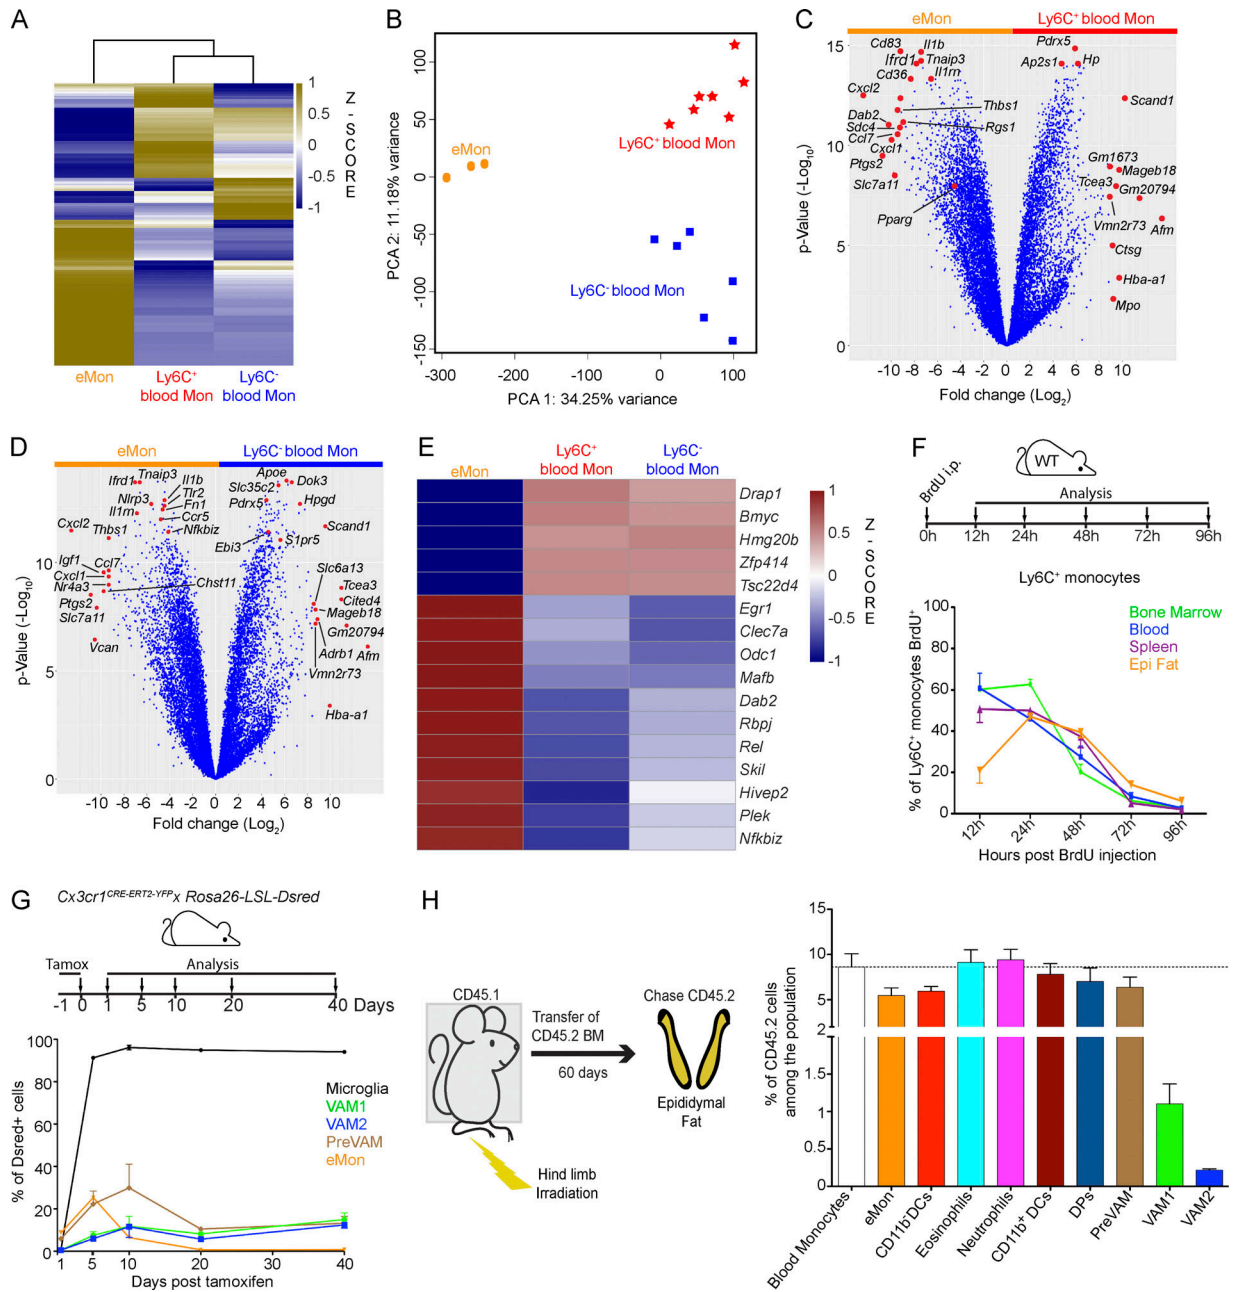 A
1
0.5
0
-0.5
-1
Z-SCORE
eMon
Ly6C+ blood Mon
Ly6C- blood Mon
B
PCA 2: 11.18% variance
100
50
0
-50
-100
-150
eMon
Ly6C+ blood Mon
Ly6C- blood Mon
-300 -200 -100 0 100
PCA 1: 34.25% variance
C
eMon
Ly6C+ blood Mon
p-Value (-Log10)
15
10
5
0
Cd83
Il1b
Pdrx5
Ifrd1
Tnaip3
Ap2s1
Hp
Cd36
Il1rn
Cxcl2
Thbs1
Scand1
Dab2
Sdc4
Rgs1
Ccl7
Cxcl1
Ptgs2
Gm1673
Mageb18
Slc7a11
Tcea3
Gm20794
Pparg
Vmn2r73
Afm
Ctsg
Hba-a1
Mpo
-10 -8 -6 -4 -2 0 2 4 6 8 10
Fold change (Log2)
D
eMon
Ly6C- blood Mon
p-Value (-Log10)
10
5
0
Tnaip3
Ifrd1
Il1b
Apoe
Dok3
Slc35c2
Nlrp3
Tlr2
Pdrx5
Hpgd
Il1rn
Fn1
Cxcl2
Ccr5
Scand1
Thbs1
Nfkbiz
Ebi3
S1pr5
Igf1
Ccl7
Slc6a13
Cxcl1
Chst11
Tcea3
Nr4a3
Cited4
Ptgs2
Mageb18
Slc7a11
Gm20794
Vcan
Adrb1
Afm
Vmn2r73
Hba-a1
-10 -8 -6 -4 -2 0 2 4 6 8 10
Fold change (Log2)
E
eMon
Ly6C+ blood Mon
Ly6C- blood Mon
Drap1
Bmyc
Hmg20b
Zfp414
Tsc22d4
Egr1
Clec7a
Odc1
Mafb
Dab2
Rbpj
Rel
Skil
Hivep2
Plek
Nfkbiz
1
0.5
0
-0.5
-1
Z-SCORE
F
BrdU i.p.
WT
Analysis
0h 12h 24h 48h 72h 96h
Ly6C+ monocytes
% of Ly6C+ monocytes BrdU+
100
80
60
40
20
0
Bone Marrow
Blood
Spleen
Epi Fat
12h 24h 48h 72h 96h
Hours post BrdU injection
G
Cx3cr1CRE-ERT2-YFPx Rosa26-LSL-Dsred
Tamox
Analysis
-1 0 1 5 10 20 40 Days
% of Dsred+ cells
100
80
60
40
20
0
Microglia
VAM1
VAM2
PreVAM
eMon
1 5 10 20 30 40
Days post tamoxifen
H
CD45.1
Transfer of
CD45.2 BM
60 days
Chase CD45.2
Epididymal
Fat
Hind limb
Irradiation
% of CD45.2 cells
among the population
15
10
5
2
2
1.5
1
0.5
0
Blood Monocytes
eMon
CD11b-DCs
Eosinophils
Neutrophils
CD11b+ DCs
DPs
PreVAM
VAM1
VAM2